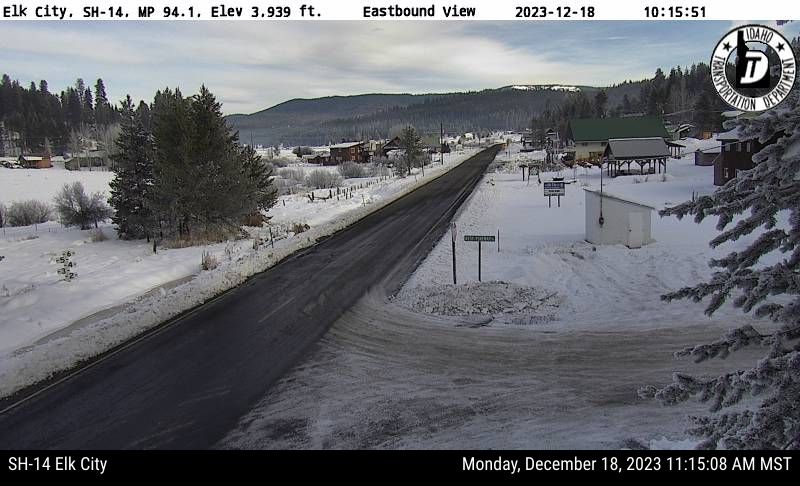 Elk City, SH-14, MP 94.1, Elev 3,939 ft. Eastbound View 2023-12-18 10:15:51
IDAHO
TRANSPORTATION DEPARTMENT
SH-14 Elk City Monday, December 18, 2023 11:15:08 AM MST